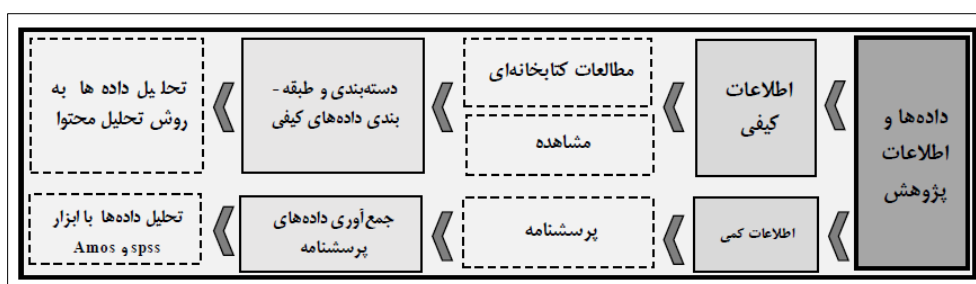 داده‌ها و
اطلاعات
پژوهش
اطلاعات
کیفی
مطالعات کتابخانه‌ای
مشاهده
دسته‌بندی و طبقه -
بندی داده‌های کیفی
تحلیل داده ها به
روش تحلیل محتوا
اطلاعات کمی
پرسشنامه
جمع‌آوری داده‌های
پرسشنامه
تحلیل داده‌ها با ابزار
spss و Amos